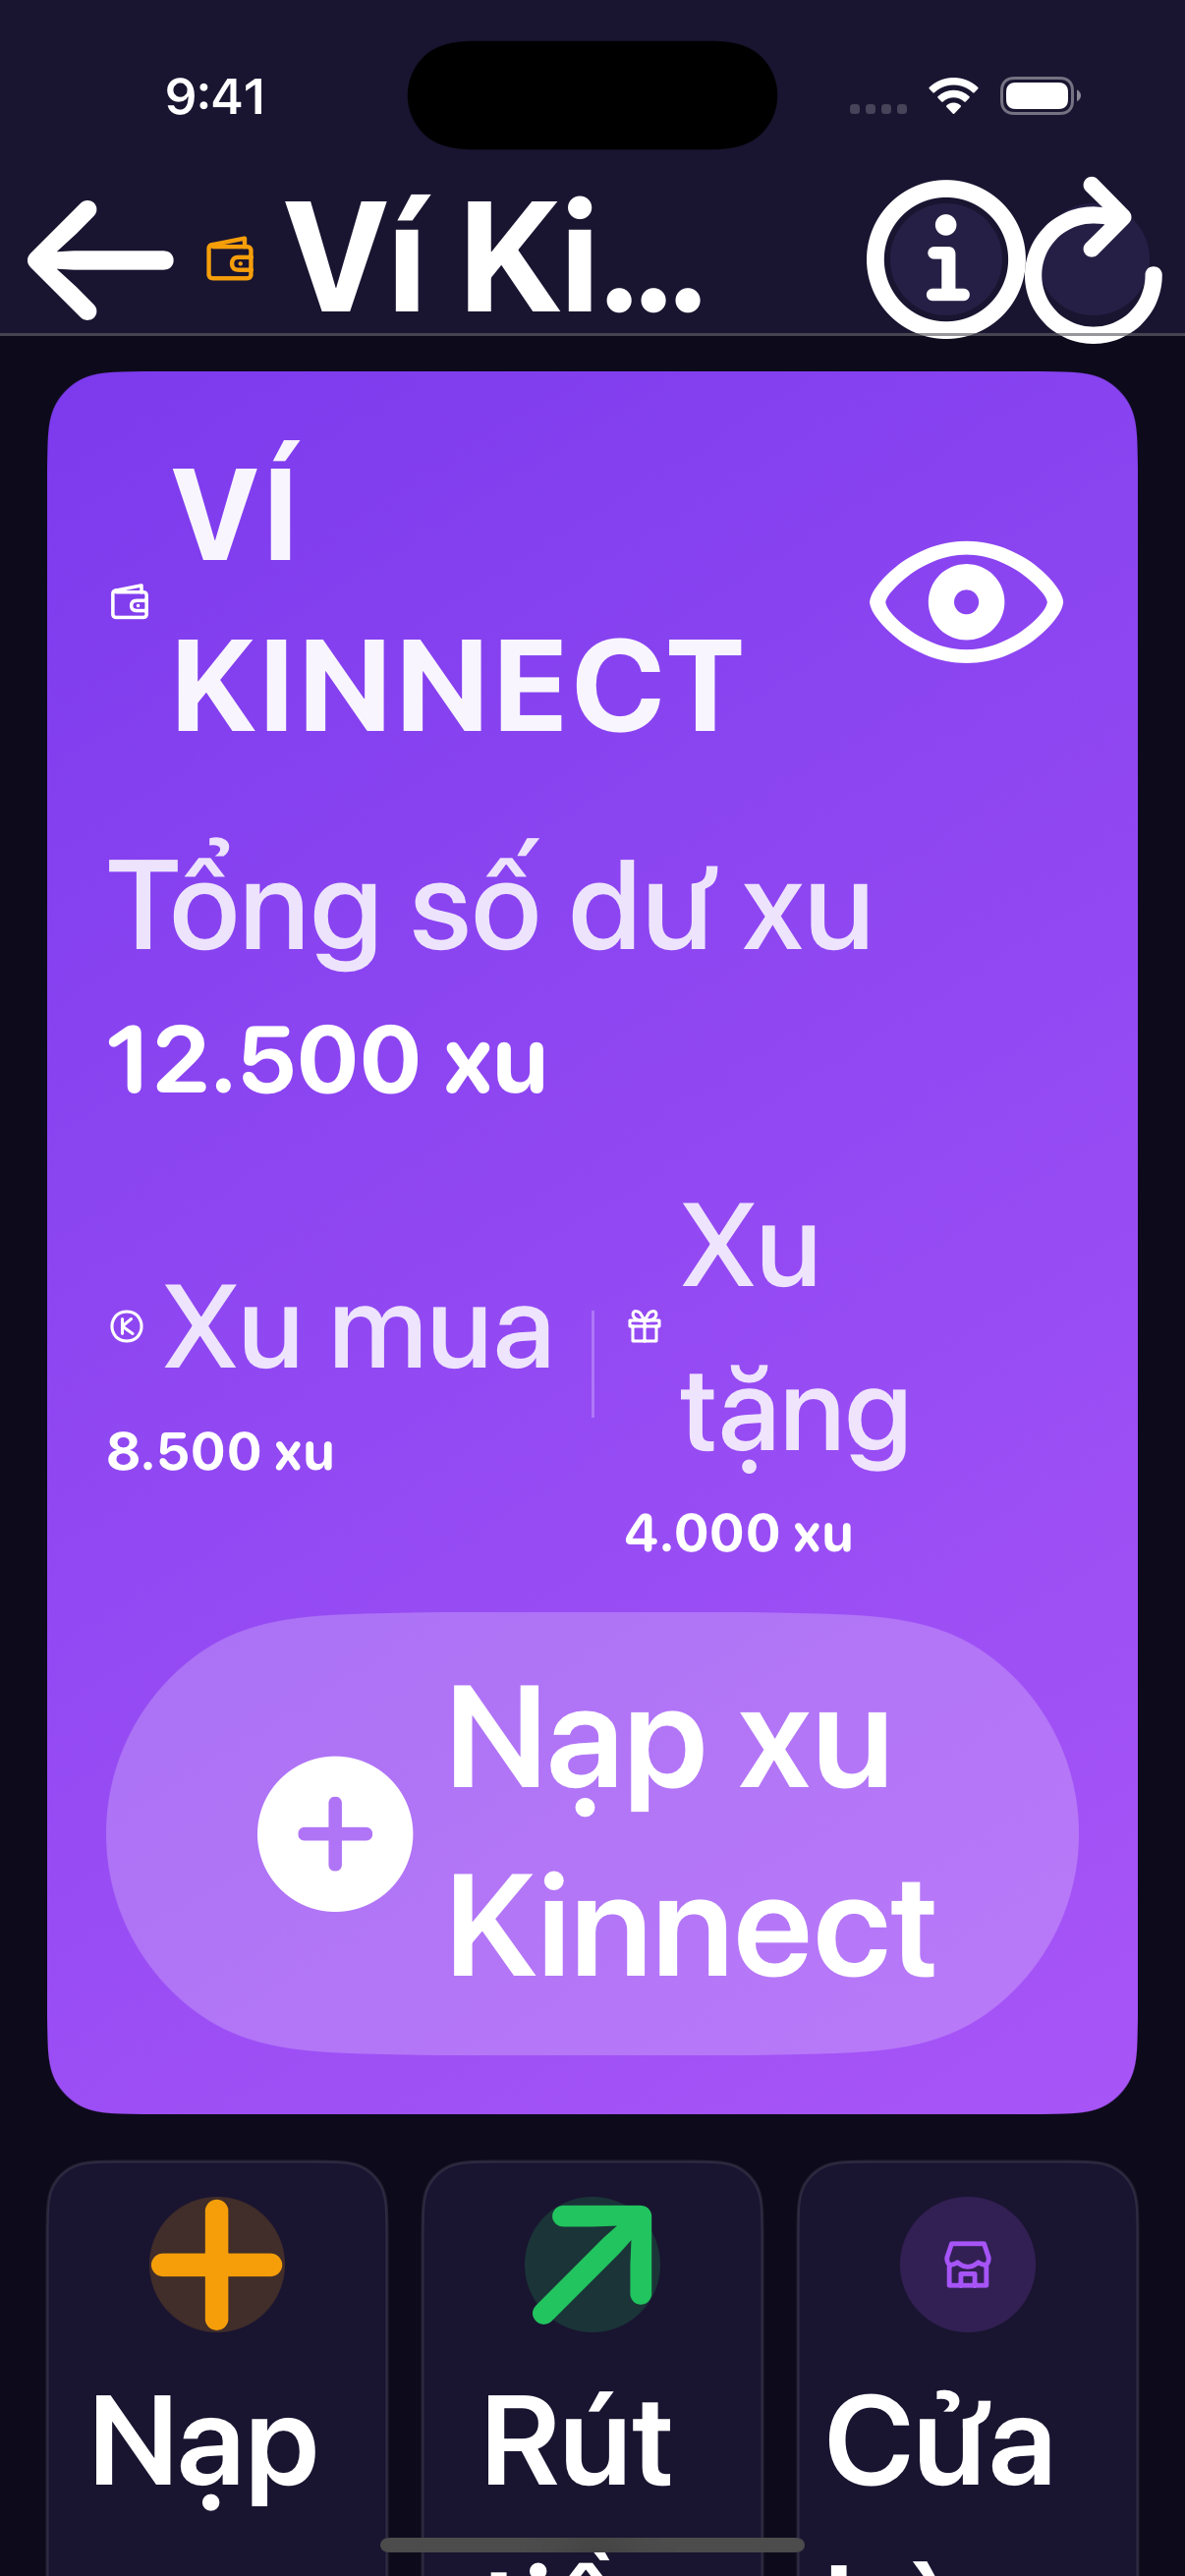 9:41
Ví Ki...
VÍ
KINNECT
Tổng số dư xu
12.500 xu
Xu mua
8.500 xu
Xu
tặng
4.000 xu
Nạp xu
Kinnect
Nạp
Rút
Cửa